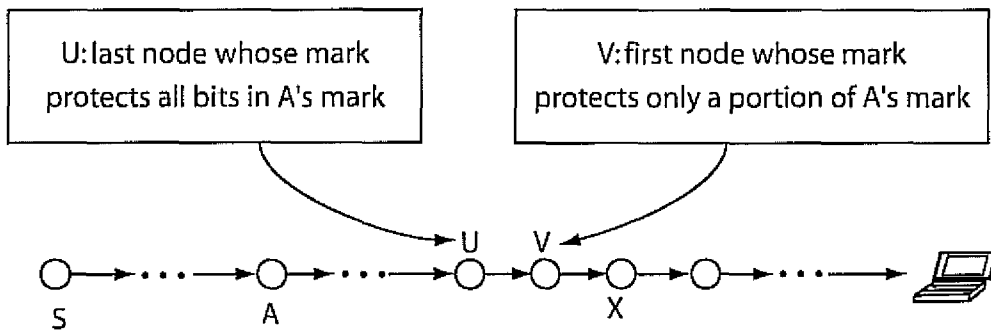 U: last node whose mark
protects all bits in A's mark
V: first node whose mark
protects only a portion of A's mark
U V
S A X